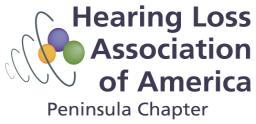 Hearing Loss
Association
of America
Peninsula Chapter